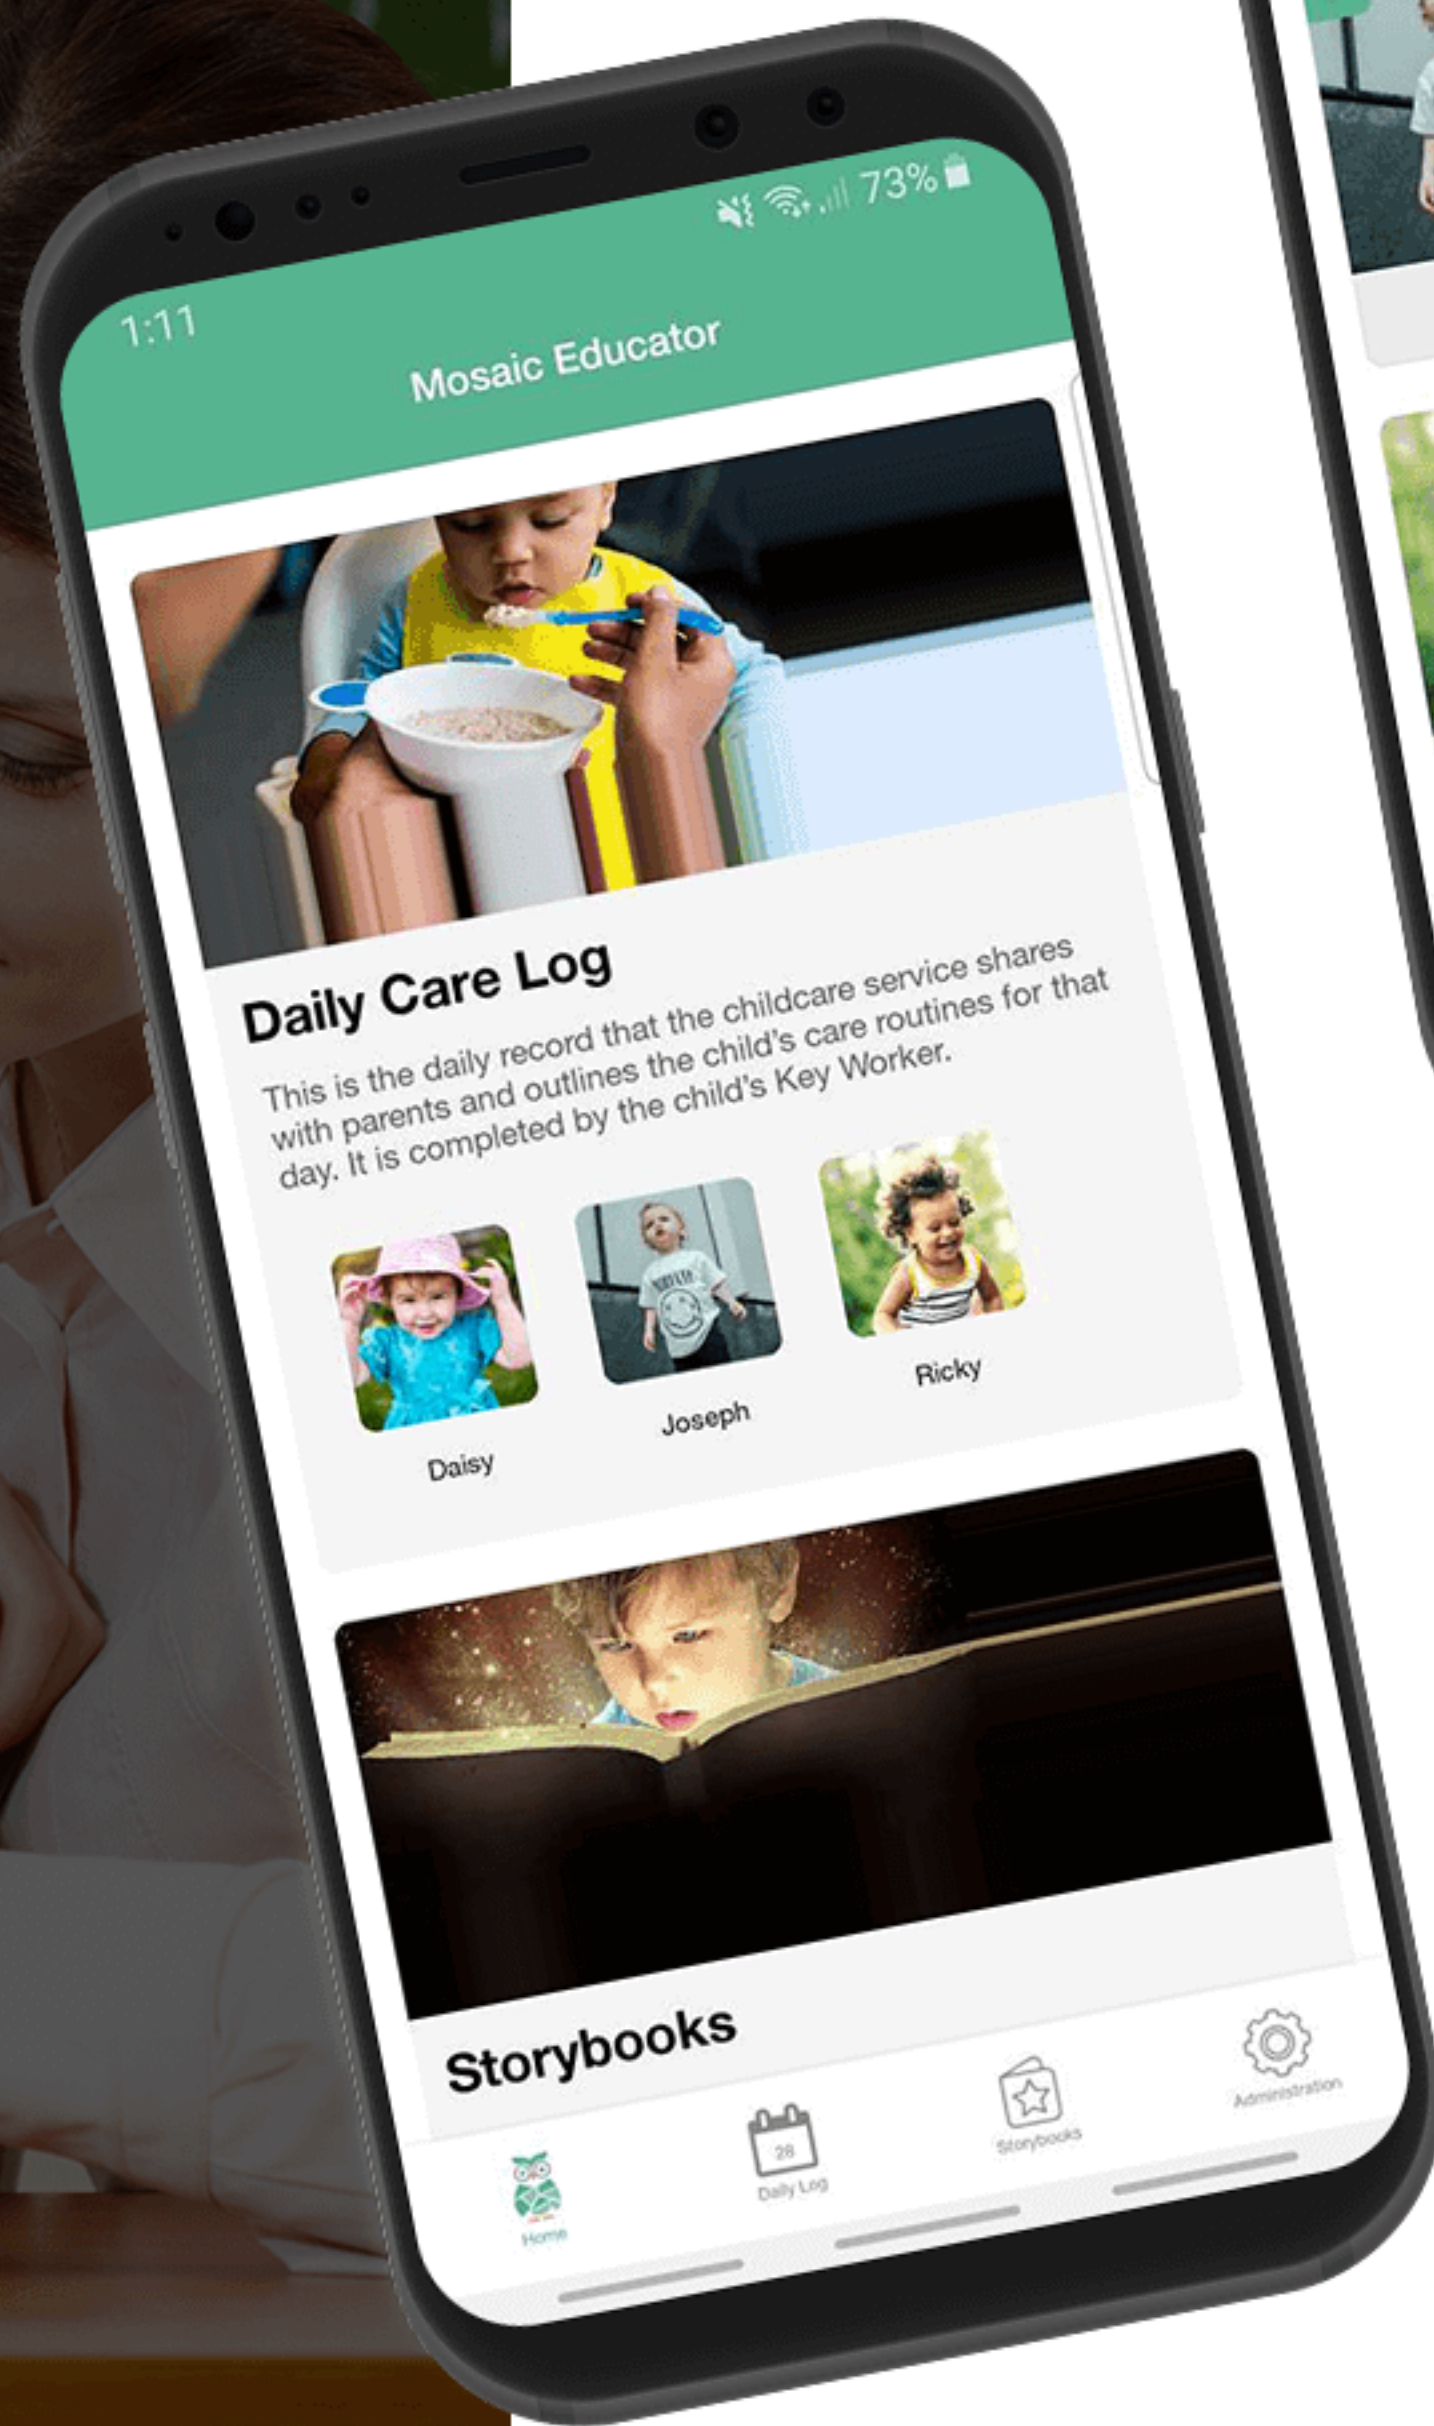 1:11
73%
Mosaic Educator
Daily Care Log
This is the daily record that the childcare service shares
with parents and outlines the child's care routines for that
day. It is completed by the child's Key Worker.
Daisy
Joseph
Ricky
Storybooks
Home
28
Daily Log
Storybooks
Administration